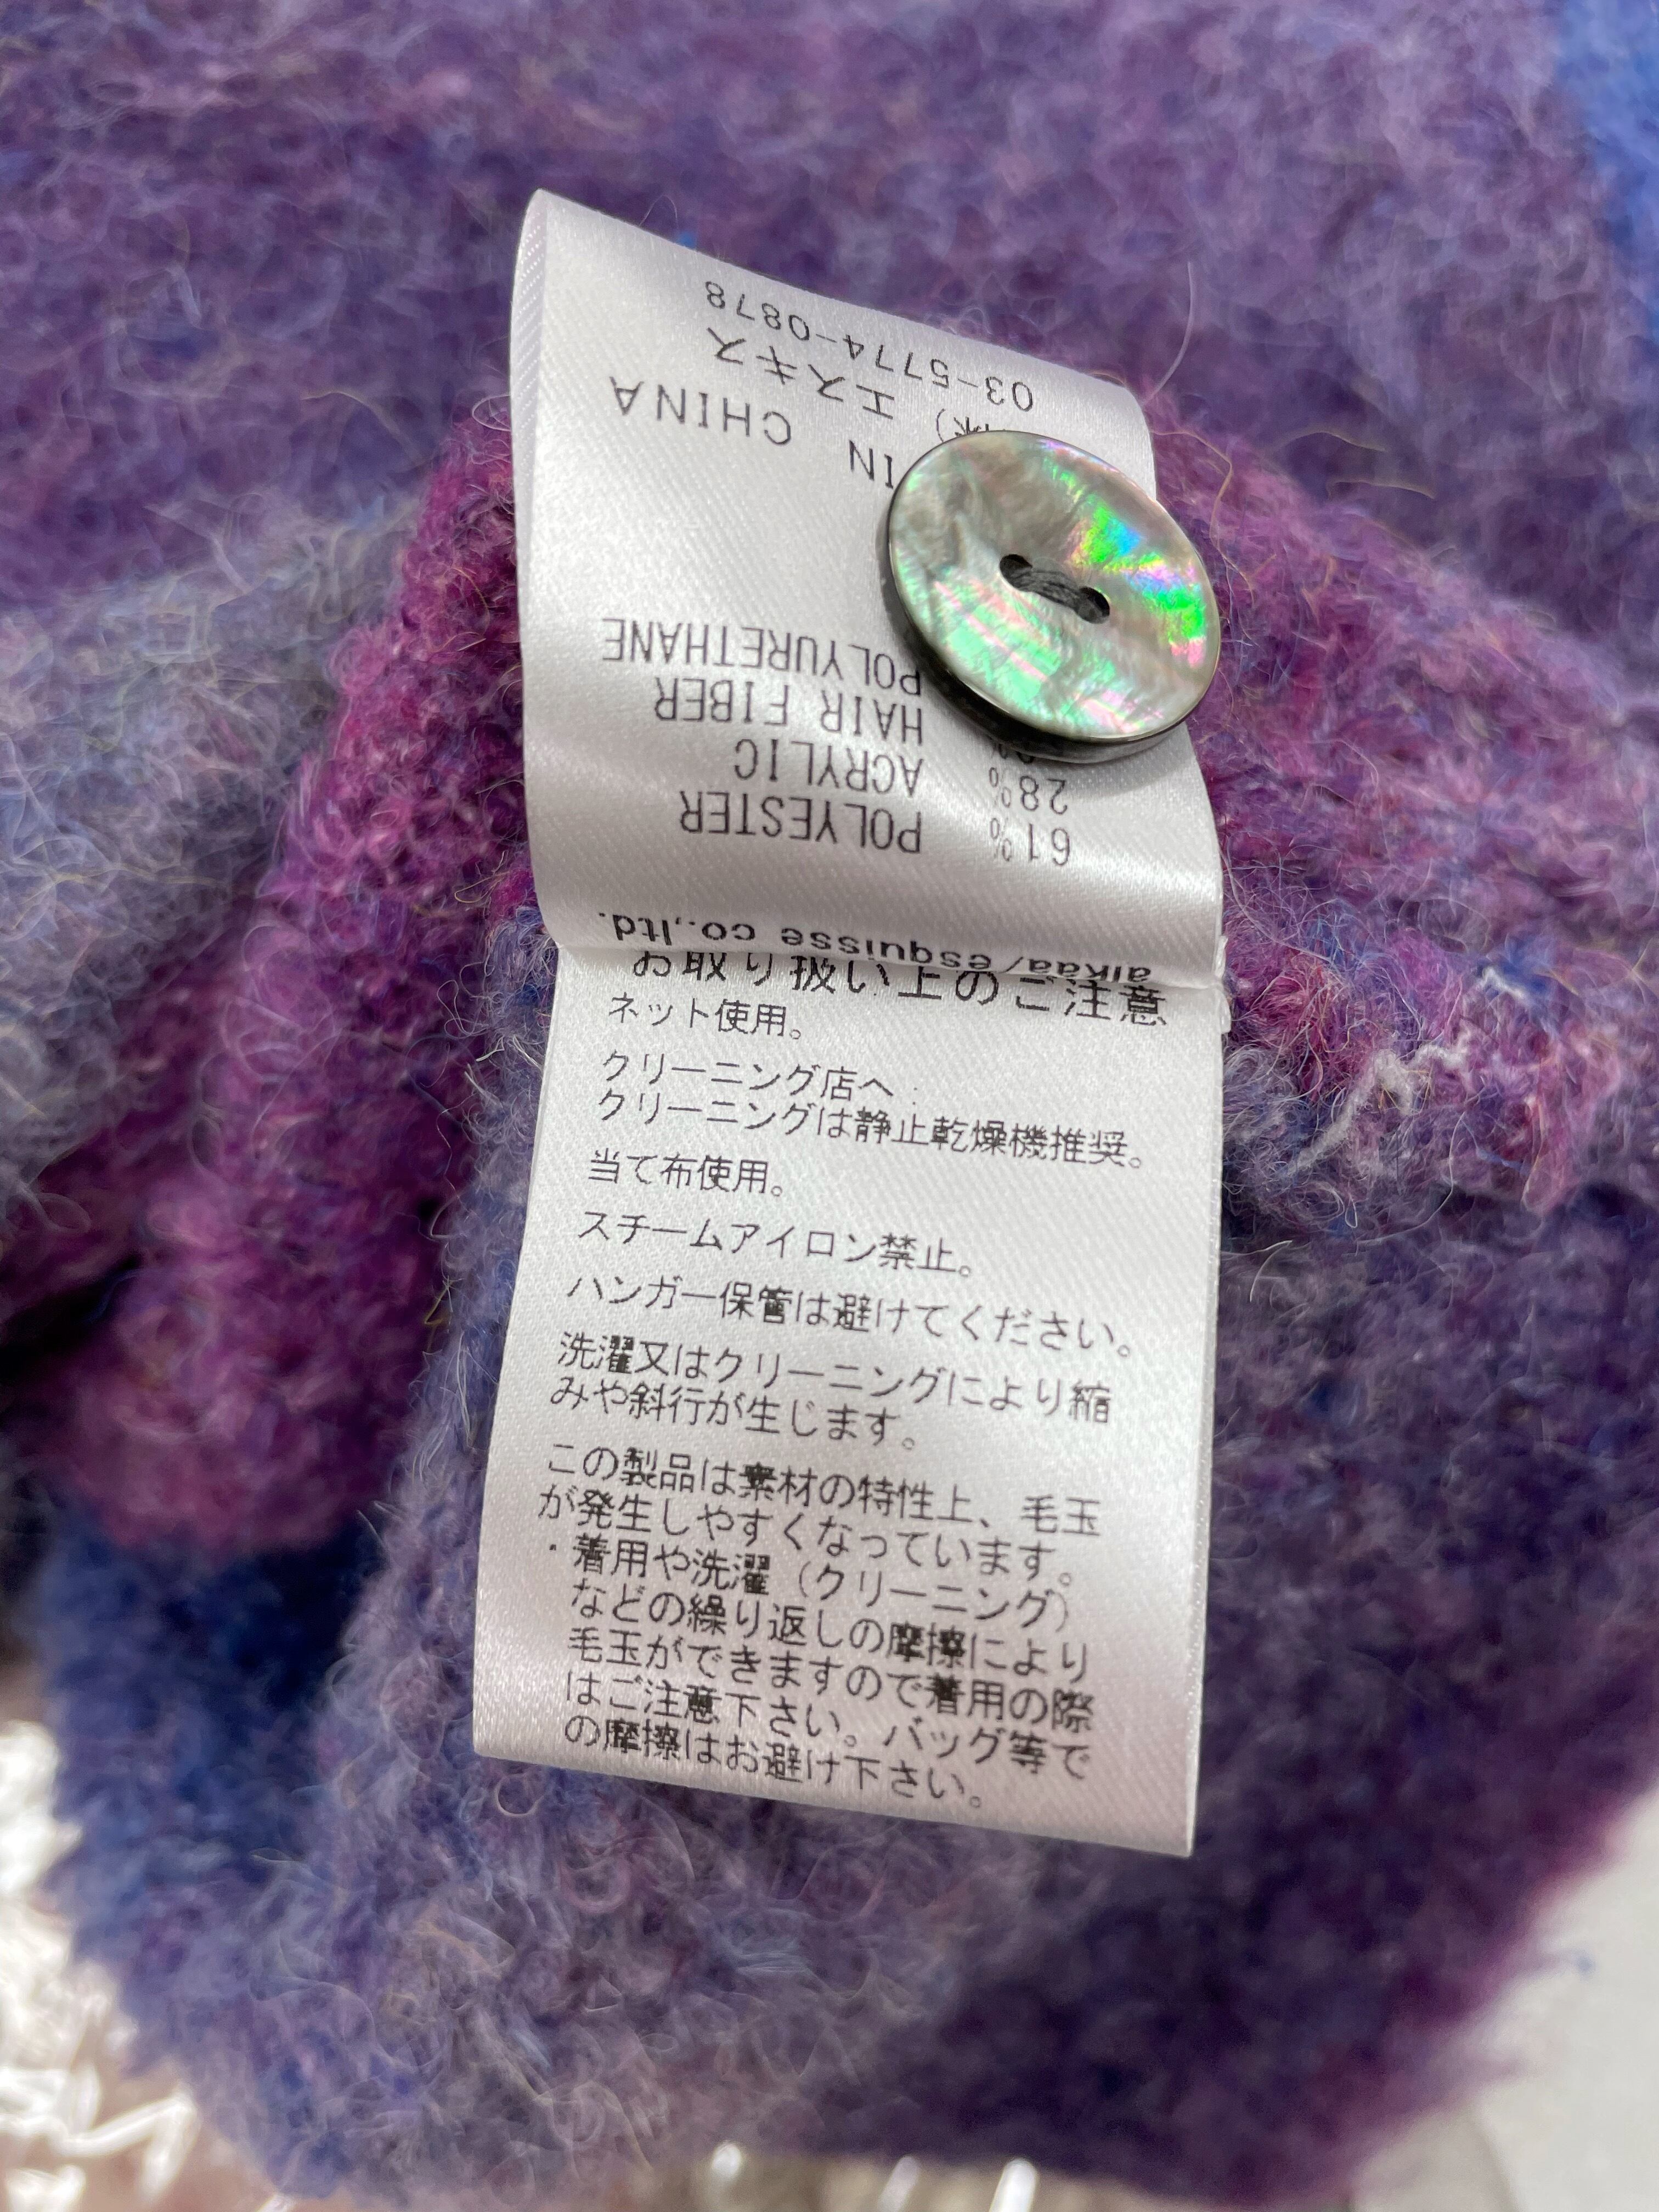 aikaa/esquisse co.,ltd.
61% POLYESTER
28% ACRYLIC
HAIR FIBER
POLYURETHANE
IN CHINA
エスキス
03-5774-0878
お取り扱い上のご注意
ネット使用。
クリーニング店へ
クリーニングは静止乾燥機推奨。
当て布使用。
スチームアイロン禁止。
ハンガー保管は避けてください。
洗濯又はクリーニングにより縮
みや斜行が生じます。
この製品は素材の特性上、毛玉
が発生しやすくなっています。
・着用や洗濯（クリーニング）
などの繰り返しの摩擦により
毛玉ができますので着用の際
はご注意下さい。バッグ等で
の摩擦はお避け下さい。